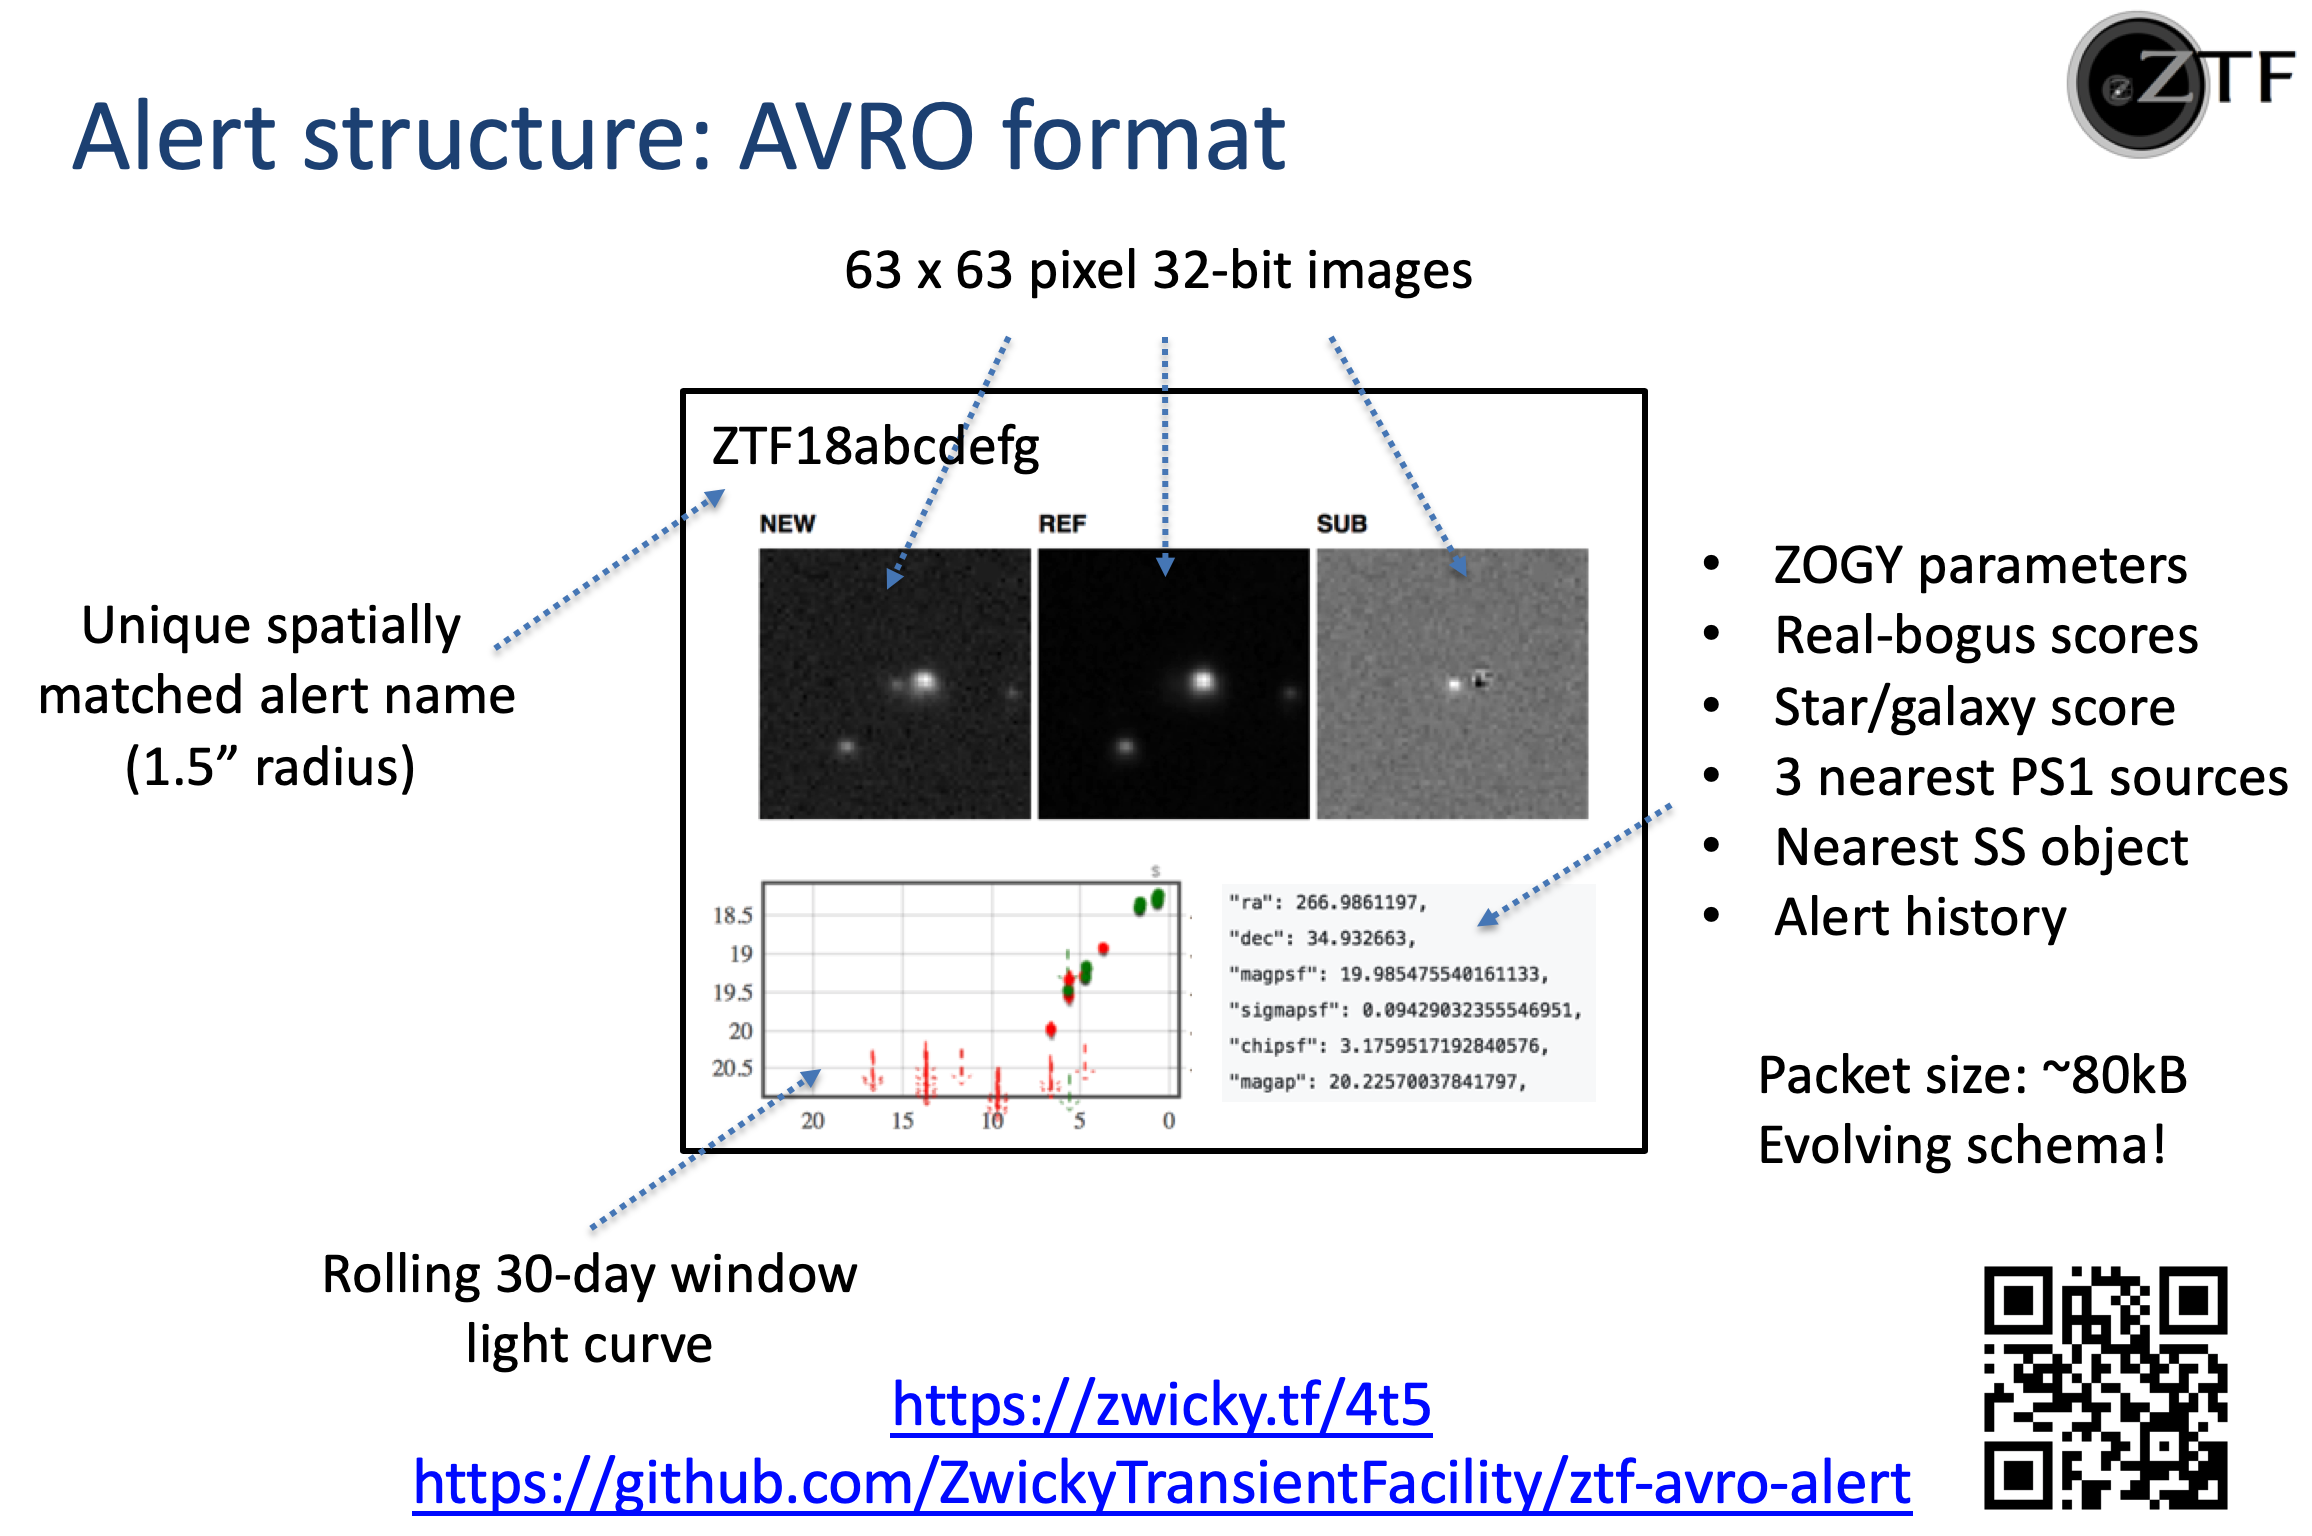 ZTF
Alert structure: AVRO format
63 x 63 pixel 32-bit images
ZTF18abcdefg
NEW
REF
SUB
Unique spatially
matched alert name
(1.5” radius)
• ZOGY parameters
• Real-bogus scores
• Star/galaxy score
• 3 nearest PS1 sources
• Nearest SS object
• Alert history
$
18.5
19
19.5
20
20.5
20 15 10 5 0
"ra": 266.9861197,
"dec": 34.932663,
"magpsf": 19.985475540161133,
"sigmapsf": 0.09429032355546951,
"chipsf": 3.1759517192840576,
"magap": 20.22570037841797,
Packet size: ~80kB
Evolving schema!
Rolling 30-day window
light curve
https://zwicky.tf/4t5
https://github.com/ZwickyTransientFacility/ztf-avro-alert